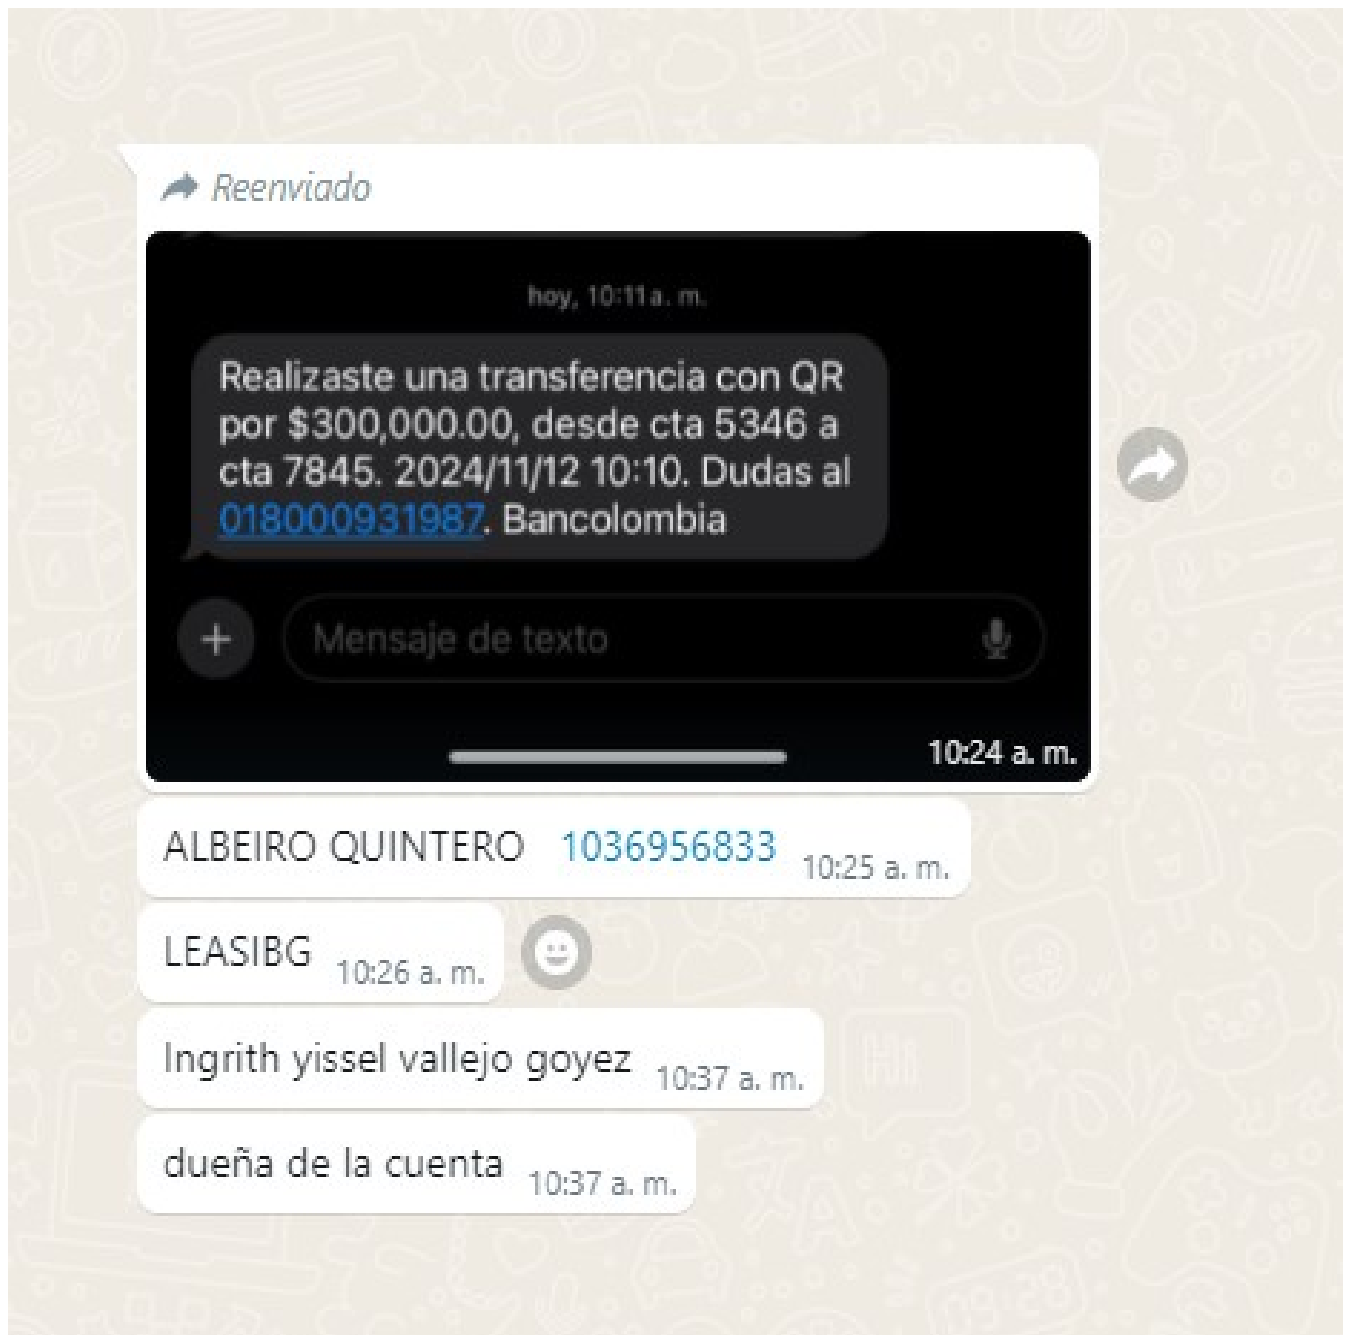 Reenviado
hoy, 10:11 a. m.
Realizaste una transferencia con QR
por $300,000.00, desde cta 5346 a
cta 7845. 2024/11/12 10:10. Dudas al
018000931987. Bancolombia
Mensaje de texto
10:24 a. m.
ALBEIRO QUINTERO 1036956833 10:25 a. m.
LEASIBG 10:26 a. m.
Ingrith yissel vallejo goyez 10:37 a. m.
dueña de la cuenta 10:37 a. m.